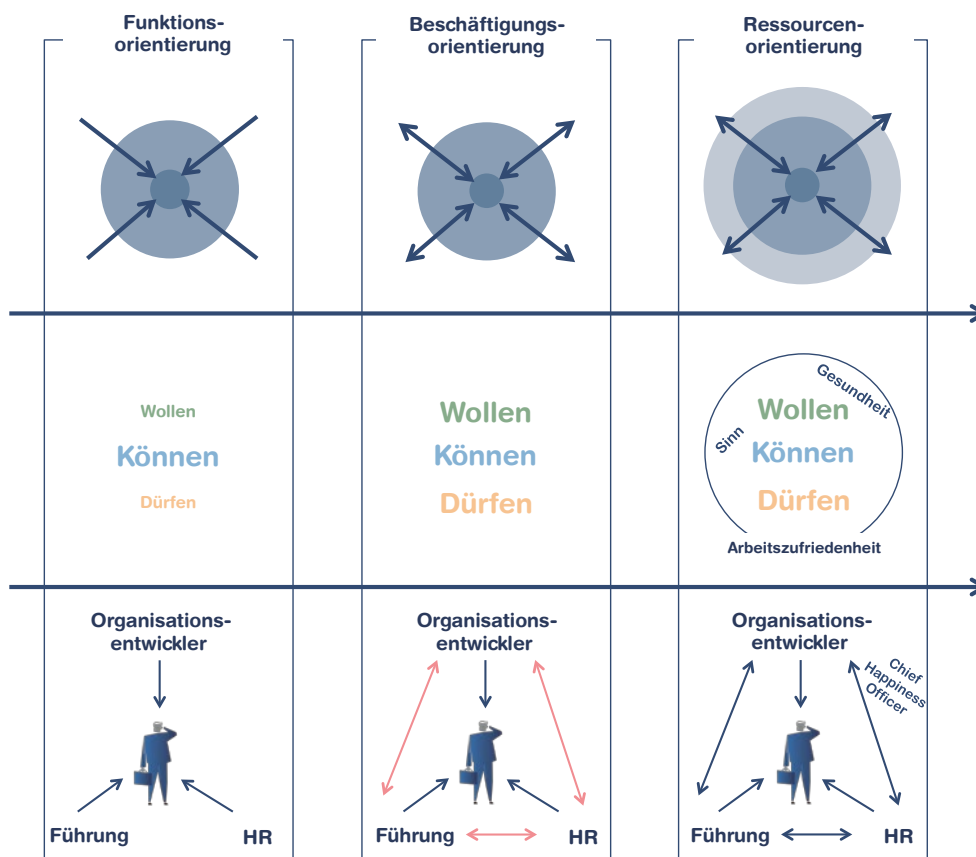 Funktions-
orientierung
Beschäftigungs-
orientierung
Ressourcen-
orientierung
Wollen
Können
Dürfen
Wollen
Können
Dürfen
Gesundheit
Sinn
Wollen
Können
Dürfen
Arbeitszufriedenheit
Organisations-
entwickler
Führung
HR
Organisations-
entwickler
Führung
HR
Organisations-
entwickler
Chief
Happiness
Officer
Führung
HR